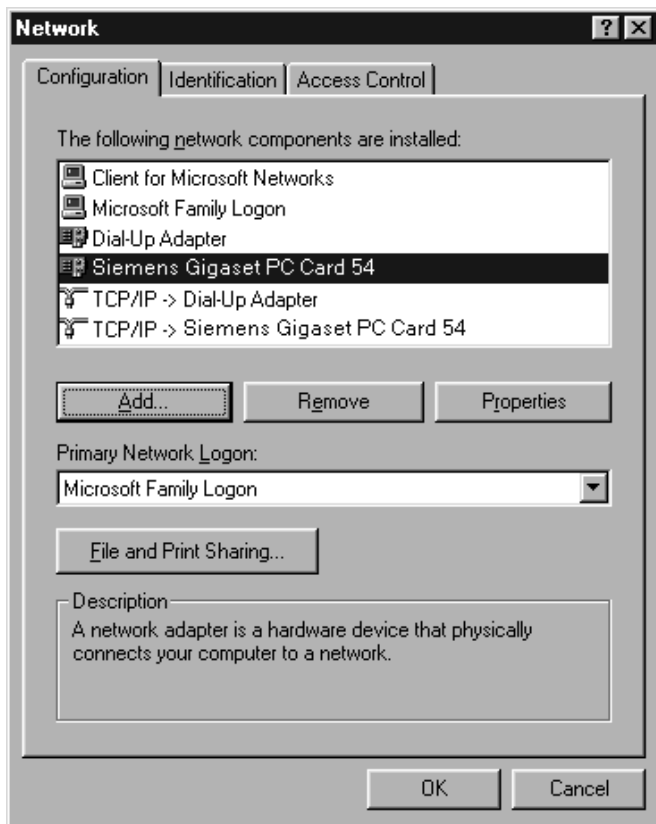 Network
Configuration Identification Access Control
The following network components are installed:
Client for Microsoft Networks
Microsoft Family Logon
Dial-Up Adapter
Siemens Gigaset PC Card 54
TCP/IP -> Dial-Up Adapter
TCP/IP -> Siemens Gigaset PC Card 54
Add... Remove Properties
Primary Network Logon:
Microsoft Family Logon
File and Print Sharing...
Description
A network adapter is a hardware device that physically
connects your computer to a network.
OK Cancel